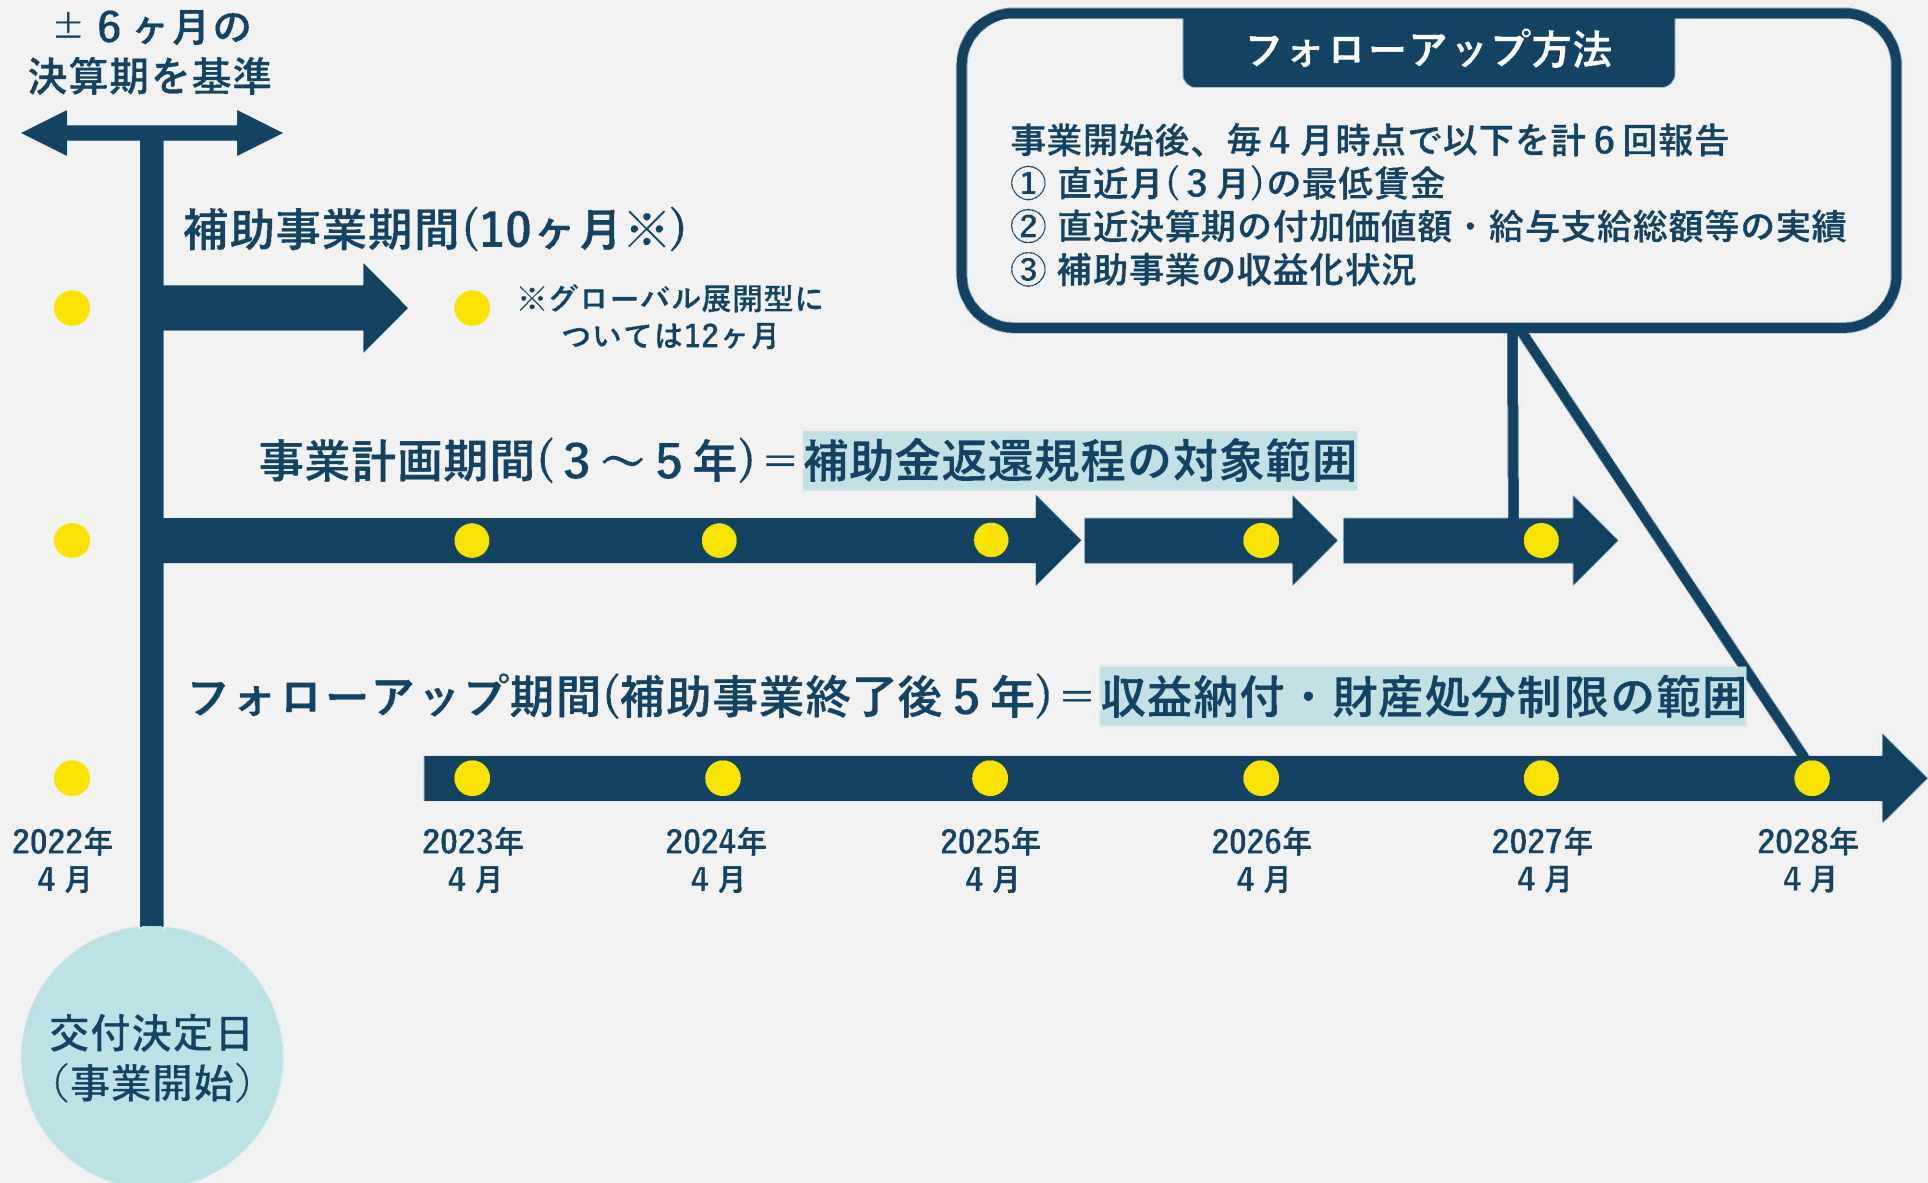 ±６ヶ月の
決算期を基準
フォローアップ方法
事業開始後、毎４月時点で以下を計６回報告
① 直近月(３月)の最低賃金
② 直近決算期の付加価値額・給与支給総額等の実績
③ 補助事業の収益化状況
補助事業期間(10ヶ月※)
※グローバル展開型に
ついては12ヶ月
事業計画期間(３～５年)＝補助金返還規程の対象範囲
フォローアップ期間(補助事業終了後５年)＝収益納付・財産処分制限の範囲
2022年
４月
2023年
４月
2024年
４月
2025年
４月
2026年
４月
2027年
４月
2028年
４月
交付決定日
(事業開始)